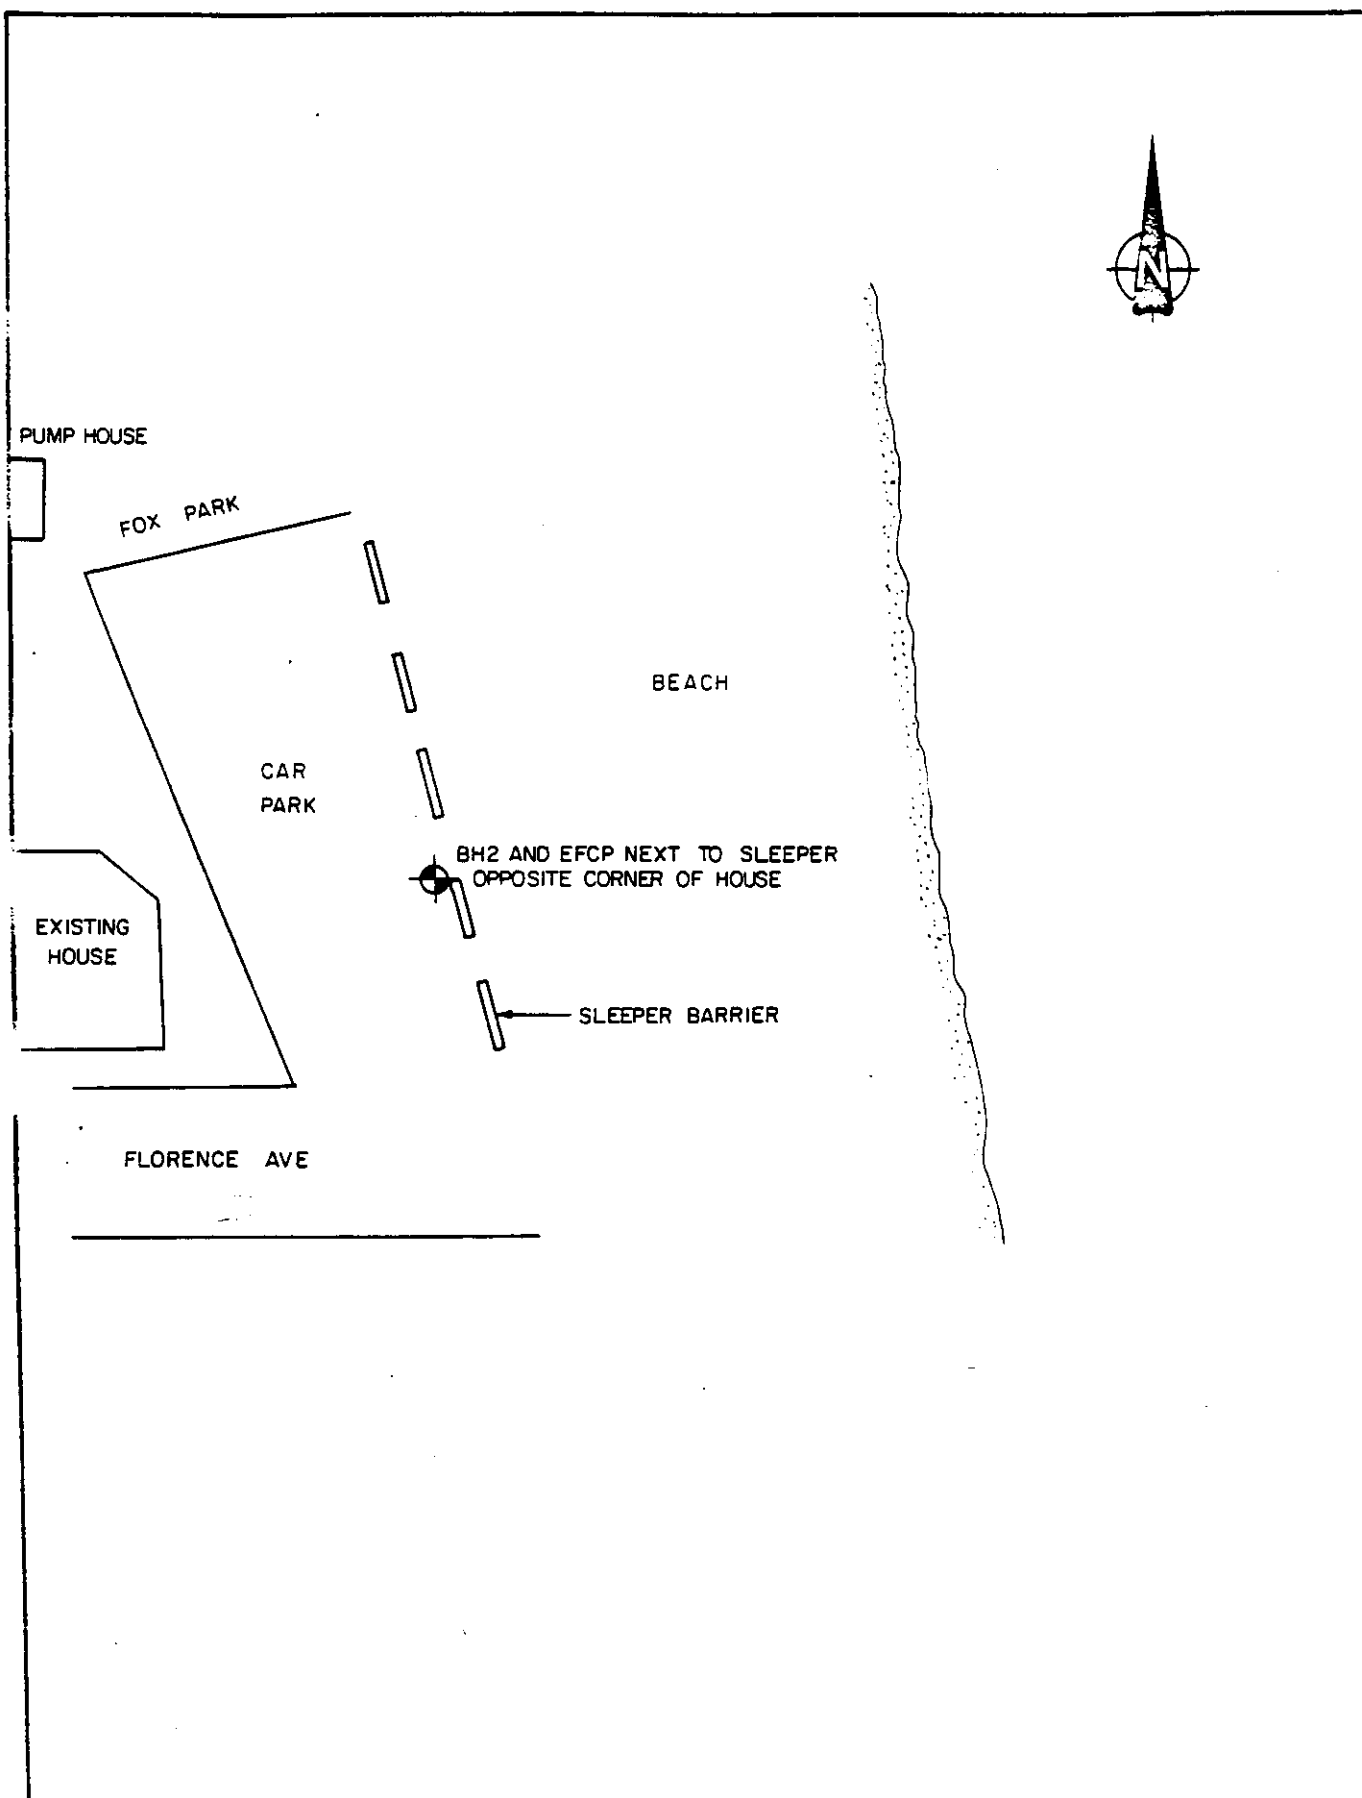 N
PUMP HOUSE
FOX PARK
BEACH
CAR
PARK
BH2 AND EFCP NEXT TO SLEEPER
OPPOSITE CORNER OF HOUSE
EXISTING
HOUSE
SLEEPER BARRIER
FLORENCE AVE